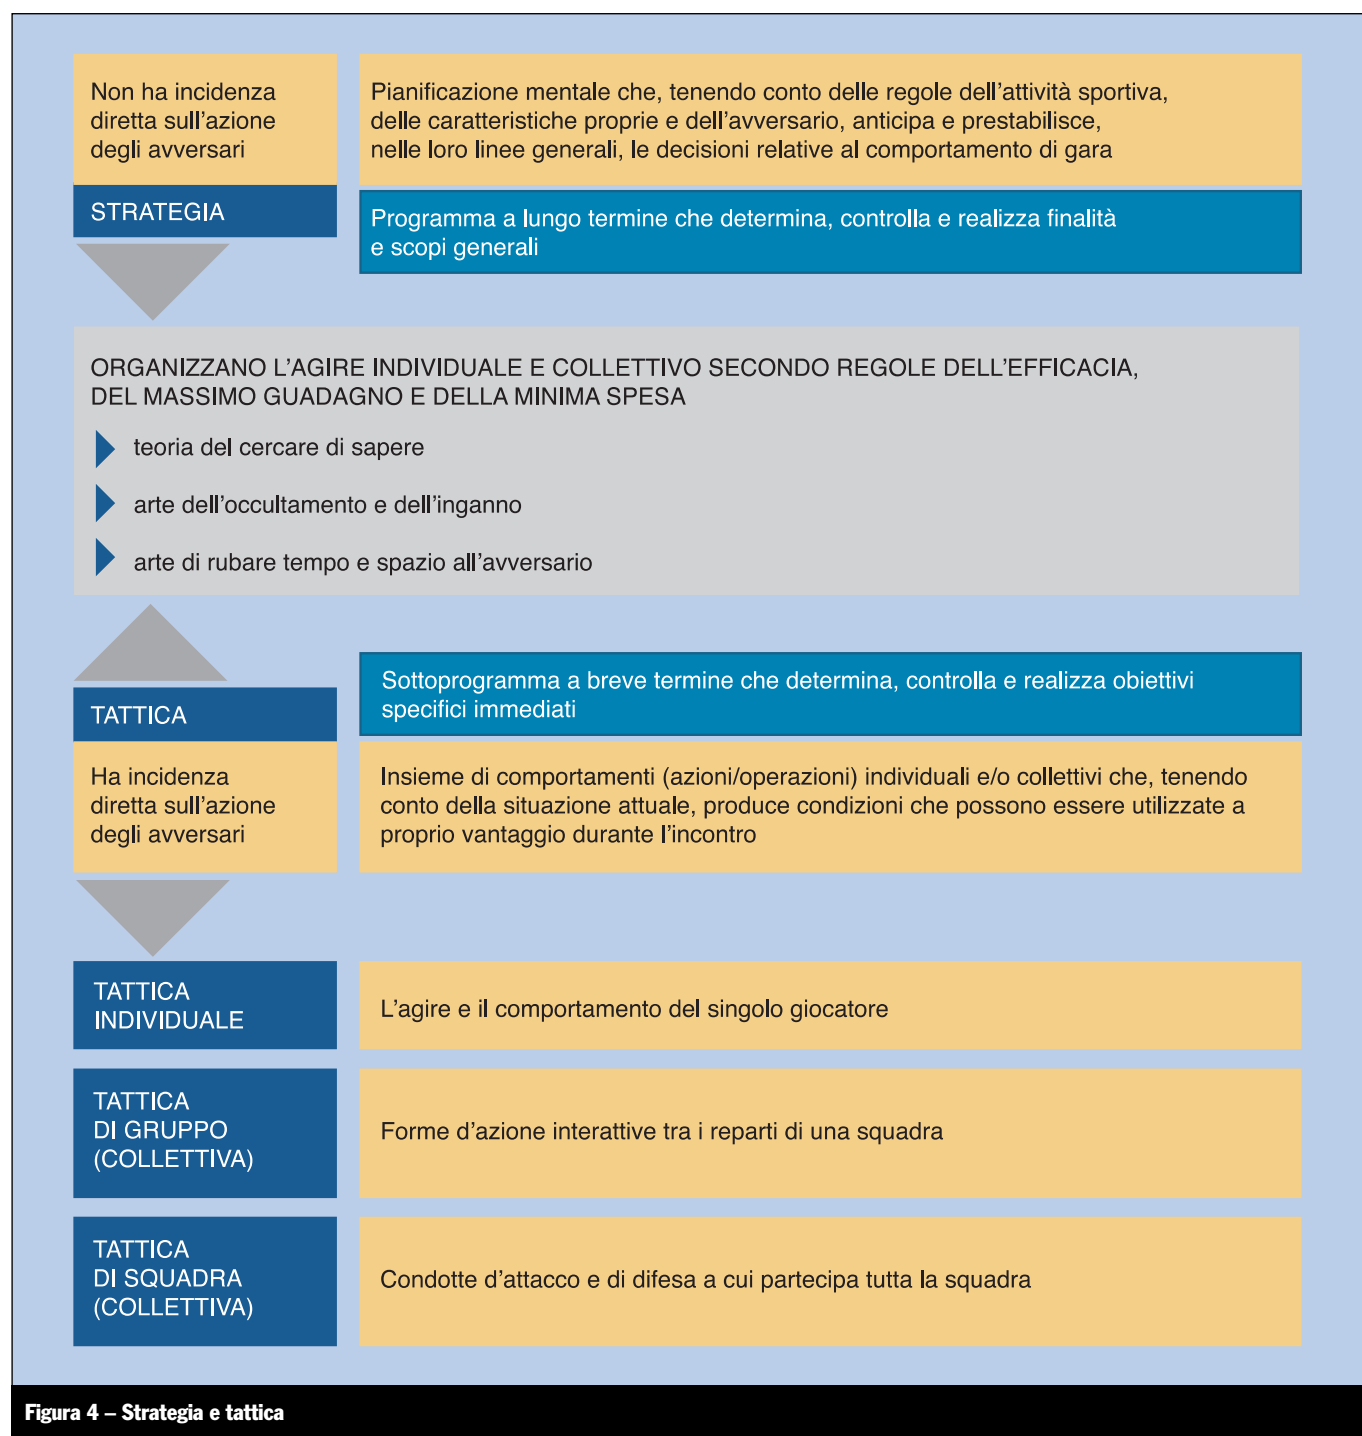 Non ha incidenza
diretta sull'azione
degli avversari
Pianificazione mentale che, tenendo conto delle regole dell'attività sportiva,
delle caratteristiche proprie e dell'avversario, anticipa e prestabilisce,
nelle loro linee generali, le decisioni relative al comportamento di gara
STRATEGIA
Programma a lungo termine che determina, controlla e realizza finalità
e scopi generali
ORGANIZZANO L'AGIRE INDIVIDUALE E COLLETTIVO SECONDO REGOLE DELL'EFFICACIA,
DEL MASSIMO GUADAGNO E DELLA MINIMA SPESA
teoria del cercare di sapere
arte dell'occultamento e dell'inganno
arte di rubare tempo e spazio all'avversario
Sottoprogramma a breve termine che determina, controlla e realizza obiettivi
specifici immediati
TATTICA
Ha incidenza
diretta sull'azione
degli avversari
Insieme di comportamenti (azioni/operazioni) individuali e/o collettivi che, tenendo
conto della situazione attuale, produce condizioni che possono essere utilizzate a
proprio vantaggio durante l'incontro
TATTICA
INDIVIDUALE
L'agire e il comportamento del singolo giocatore
TATTICA
DI GRUPPO
(COLLETTIVA)
Forme d'azione interattive tra i reparti di una squadra
TATTICA
DI SQUADRA
(COLLETTIVA)
Condotte d'attacco e di difesa a cui partecipa tutta la squadra
Figura 4 – Strategia e tattica